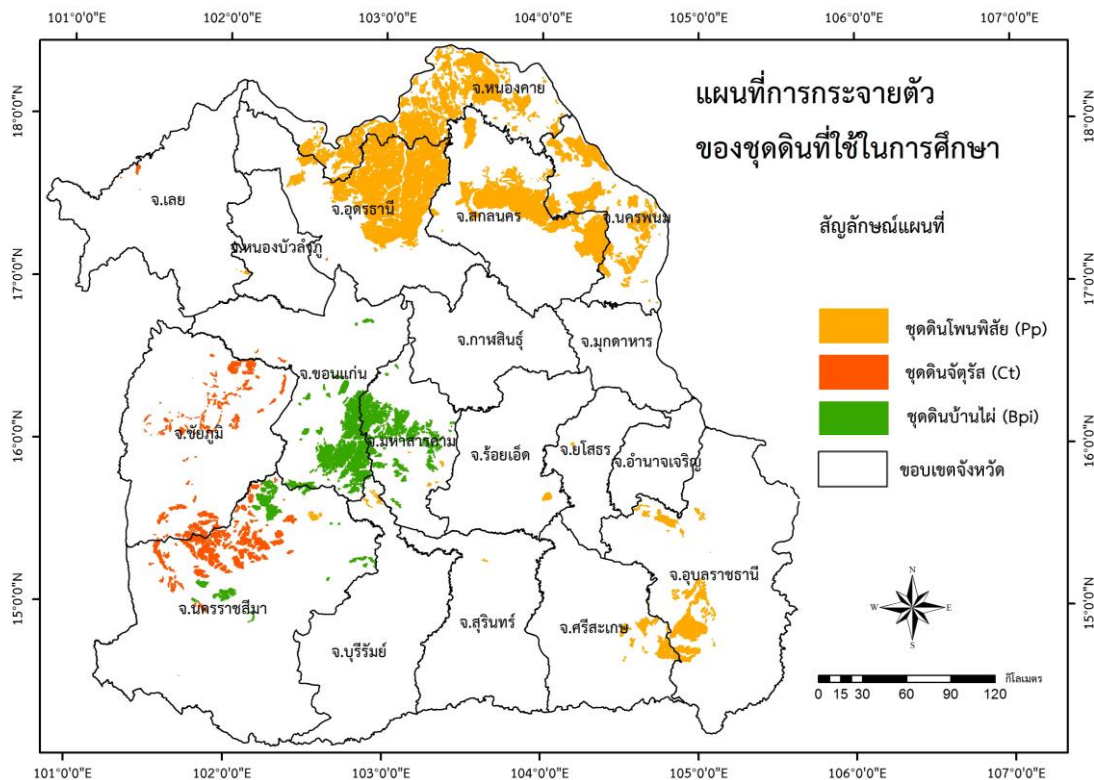 101°0'0"E 102°0'0"E 103°0'0"E 104°0'0"E 105°0'0"E 106°0'0"E 107°0'0"E
แผนที่การกระจายตัว
ของชุดดินที่ใช้ในการศึกษา
สัญลักษณ์แผนที่
ชุดดินโพนพิสัย (Pp)
ชุดดินจัตุรัส (Ct)
ชุดดินบ้านไผ่ (Bpi)
ขอบเขตจังหวัด
จ.หนองคาย
จ.เลย
จ.อุดรธานี
จ.สกลนคร
จ.นครพนม
จ.หนองบัวลำภู
จ.กาฬสินธุ์
จ.มุกดาหาร
จ.ขอนแก่น
จ.ชัยภูมิ
จ.มหาสารคาม
จ.ร้อยเอ็ด
จ.ยโสธร
จ.อำนาจเจริญ
จ.นครราชสีมา
จ.อุบลราชธานี
จ.บุรีรัมย์
จ.สุรินทร์
จ.ศรีสะเกษ
N
W E
S
กิโลเมตร
0 15 30 60 90 120
18°0'0"N
17°0'0"N
16°0'0"N
15°0'0"N
18°0'0"N
17°0'0"N
16°0'0"N
15°0'0"N
101°0'0"E 102°0'0"E 103°0'0"E 104°0'0"E 105°0'0"E 106°0'0"E 107°0'0"E